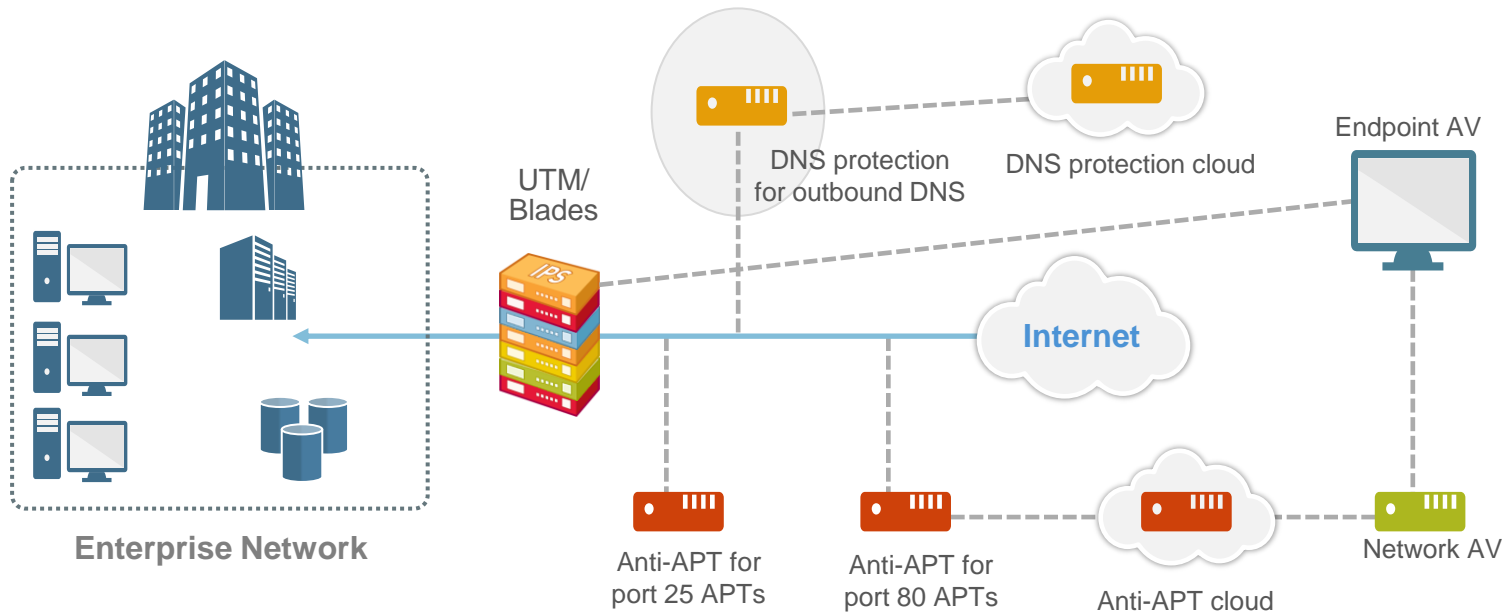 Endpoint AV
DNS protection
for outbound DNS
DNS protection cloud
UTM/
Blades
IPS
Internet
Enterprise Network
Anti-APT for
port 25 APTs
Anti-APT for
port 80 APTs
Anti-APT cloud
Network AV